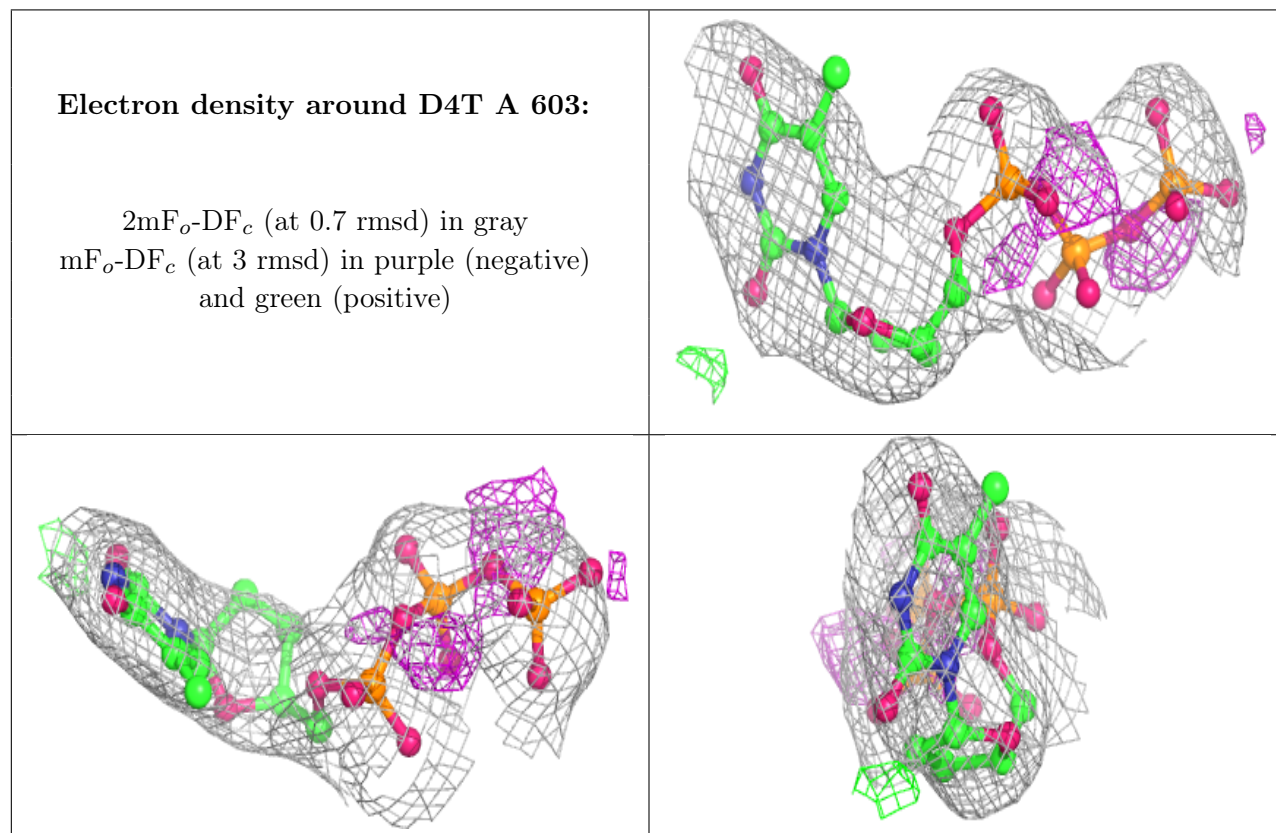 Electron density around D4T A 603:
2mFo-DFc (at 0.7 rmsd) in gray
mFo-DFc (at 3 rmsd) in purple (negative)
and green (positive)